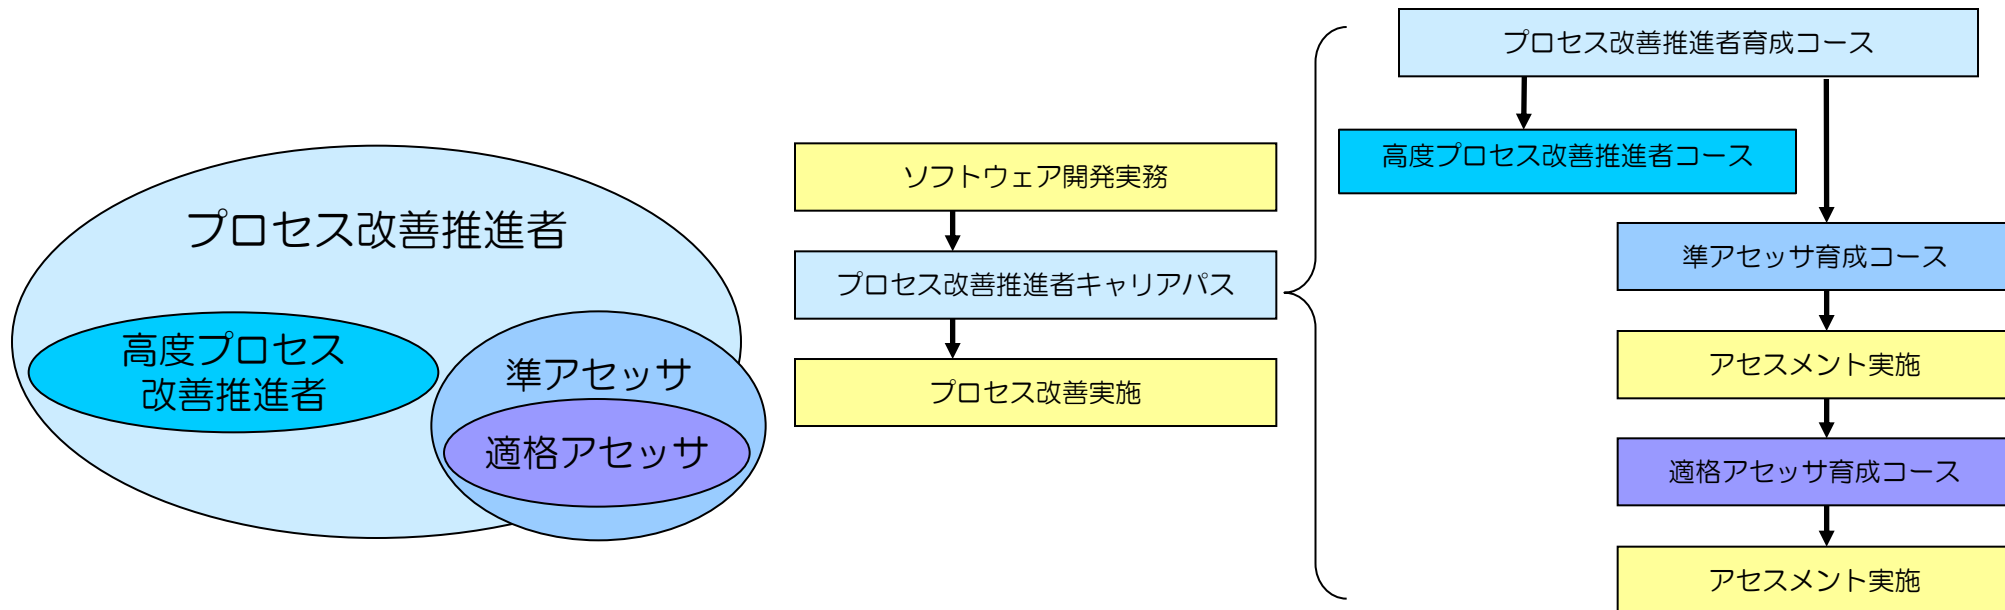 プロセス改善推進者
高度プロセス
改善推進者
準アセッサ
適格アセッサ
ソフトウェア開発実務
プロセス改善推進者キャリアパス
プロセス改善実施
プロセス改善推進者育成コース
高度プロセス改善推進者コース
準アセッサ育成コース
アセスメント実施
適格アセッサ育成コース
アセスメント実施